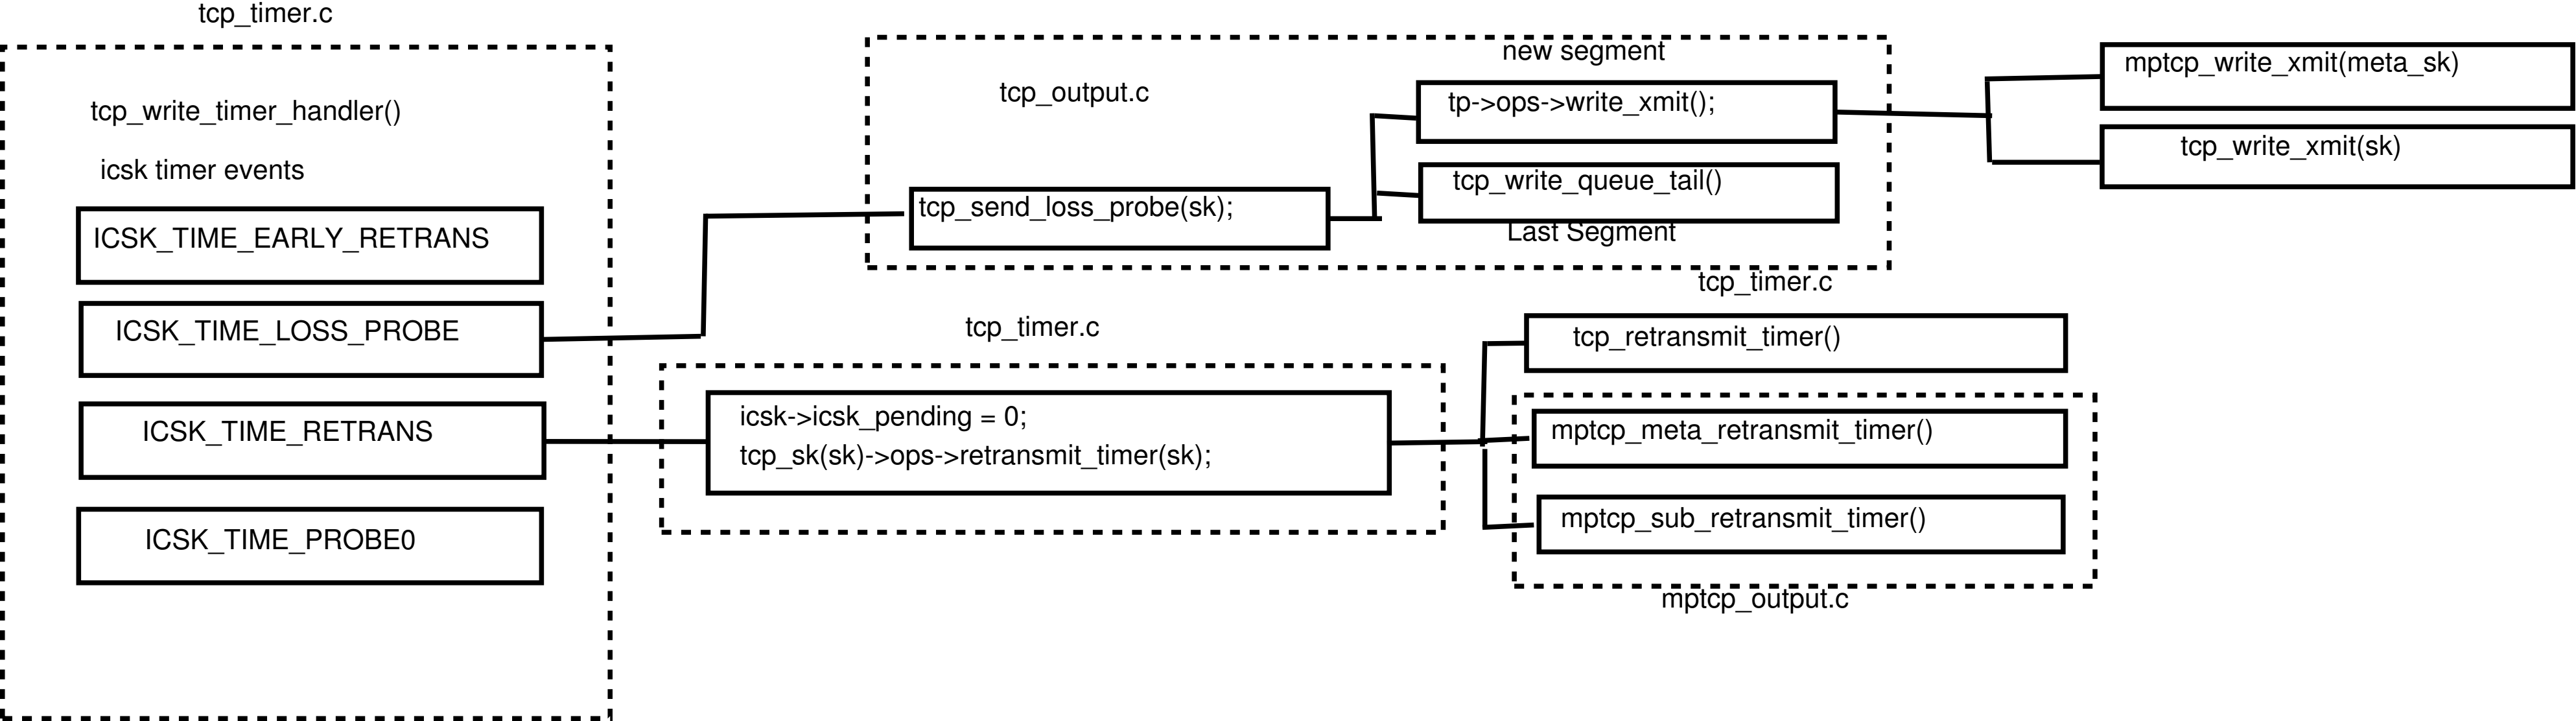 tcp_timer.c
tcp_write_timer_handler()
icsk timer events
ICSK_TIME_EARLY_RETRANS
ICSK_TIME_LOSS_PROBE
ICSK_TIME_RETRANS
ICSK_TIME_PROBE0
tcp_output.c
tcp_send_loss_probe(sk);
new segment
tp->ops->write_xmit();
tcp_write_queue_tail()
Last Segment
mptcp_write_xmit(meta_sk)
tcp_write_xmit(sk)
tcp_timer.c
icsk->icsk_pending = 0;
tcp_sk(sk)->ops->retransmit_timer(sk);
tcp_timer.c
tcp_retransmit_timer()
mptcp_meta_retransmit_timer()
mptcp_sub_retransmit_timer()
mptcp_output.c